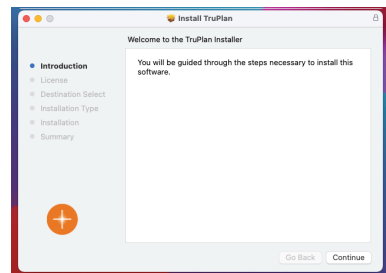 Install TruPlan
Welcome to the TruPlan Installer
Introduction
License
Destination Select
Installation Type
Installation
Summary
You will be guided through the steps necessary to install this
software.
Go Back
Continue